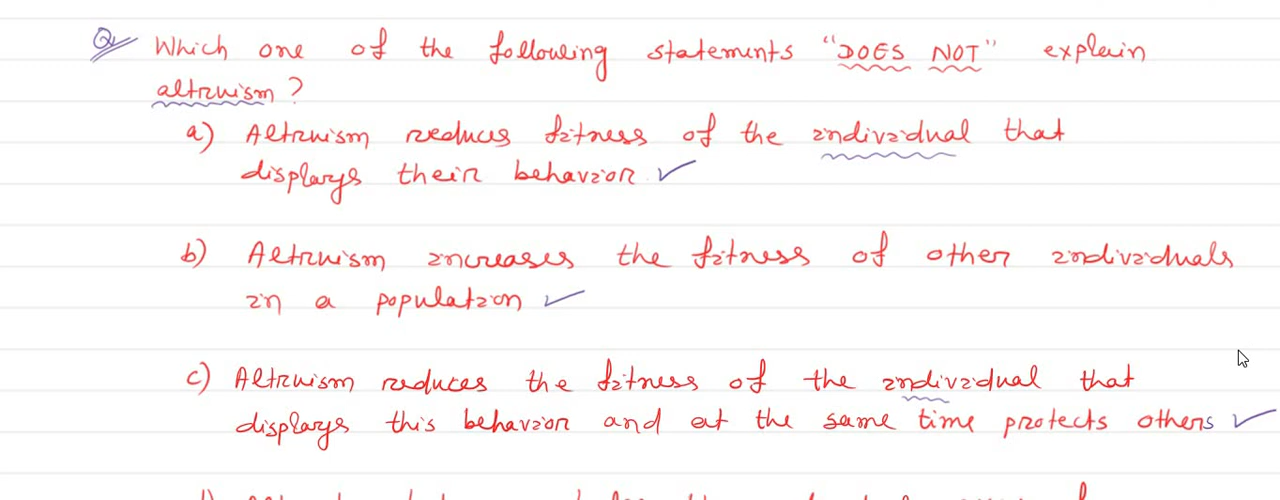 Q Which one of the following statements "DOES NOT" explain
altruism?
a) Altruism reduces fitness of the individual that
displays their behavior ✓
b) Altruism increases the fitness of other individuals
in a population ✓
c) Altruism reduces the fitness of the individual that
displays this behavior and at the same time protects others ✓